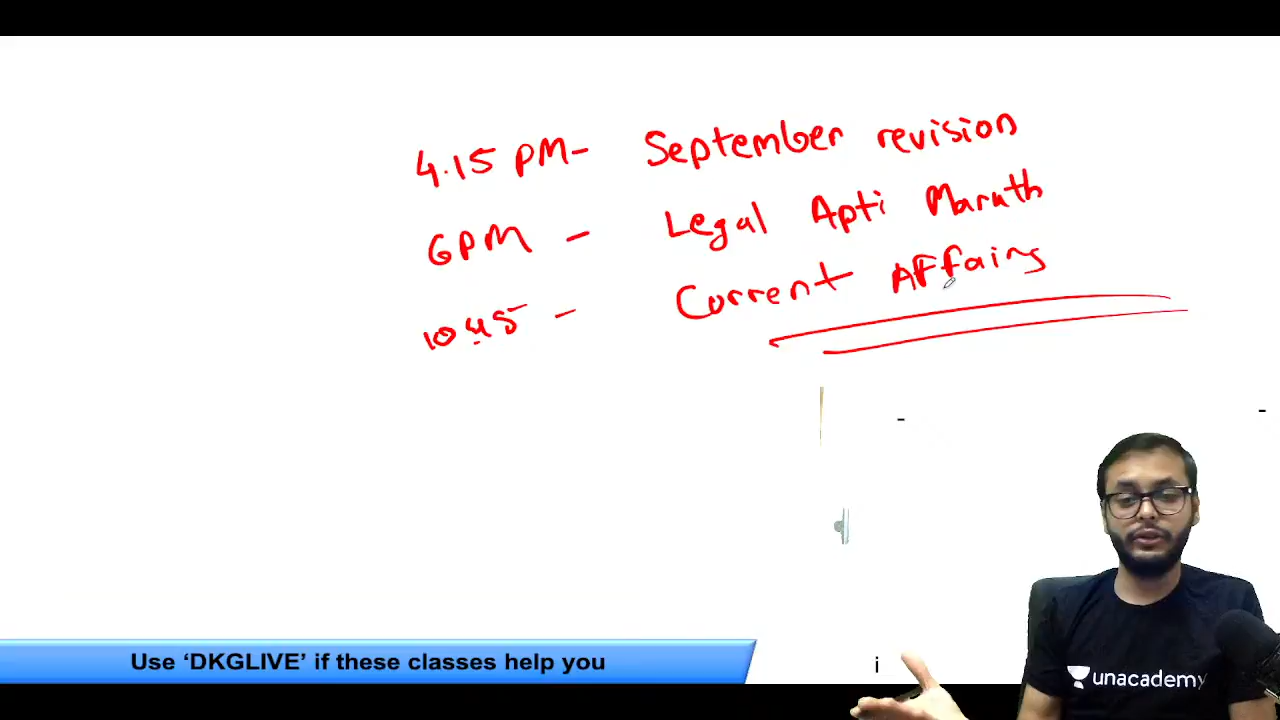 4.15 PM- September revision
6PM - Legal Apti Marath
10.45 - Current Affairs
Use ‘DKGLIVE’ if these classes help you
unacademy